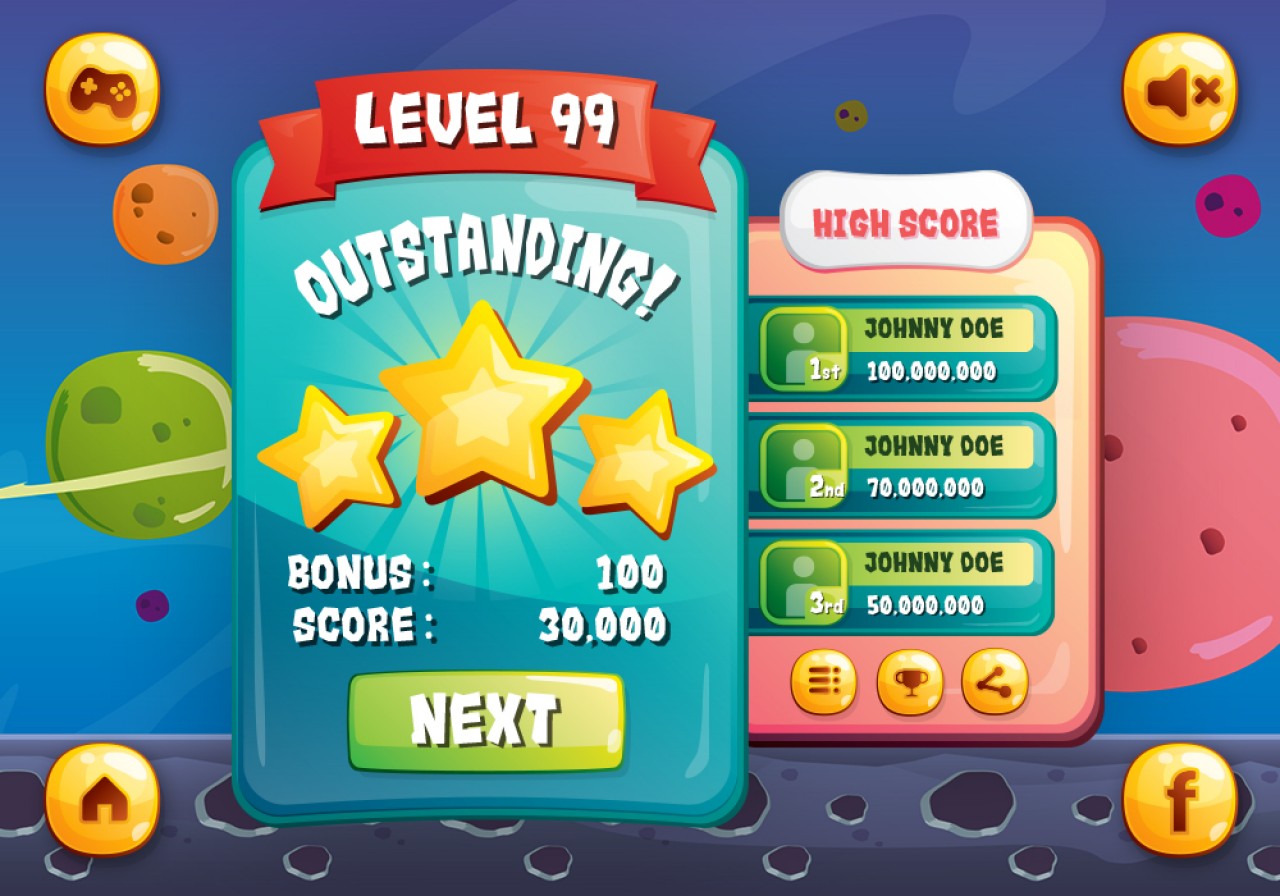 LEVEL 99
OUTSTANDING!
BONUS : 100
SCORE : 30,000
NEXT
HIGH SCORE
JOHNNY DOE
1st 100,000,000
JOHNNY DOE
2nd 70,000,000
JOHNNY DOE
3rd 50,000,000
f